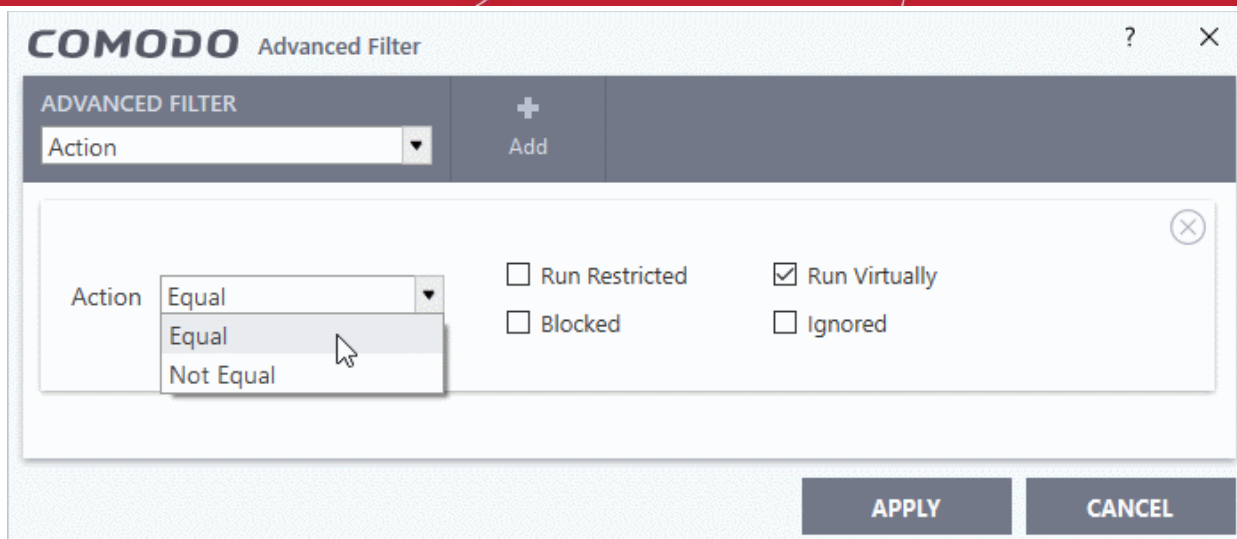 COMODO Advanced Filter ?
ADVANCED FILTER
Action
Add
Action Equal
Equal
Not Equal
Run Restricted
Run Virtually
Blocked
Ignored
APPLY
CANCEL